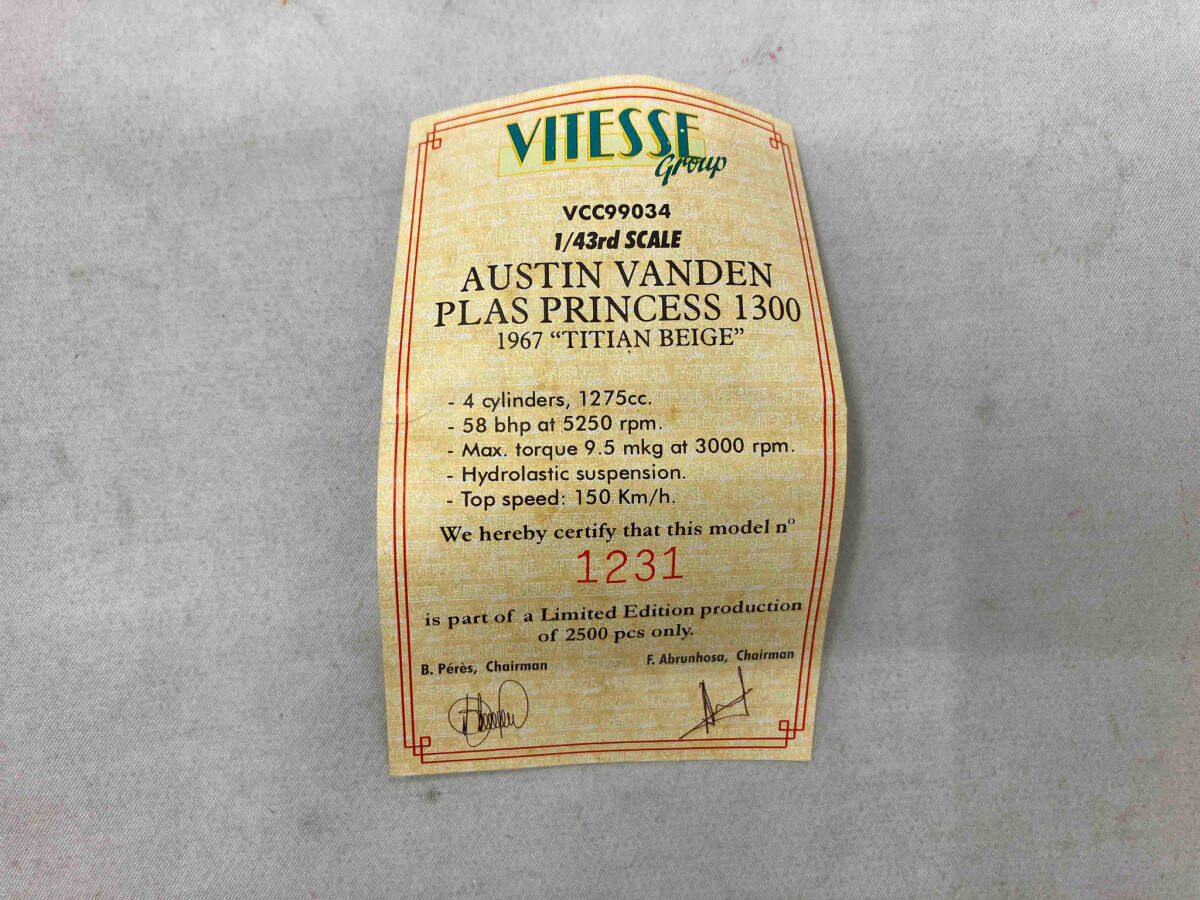 VITESSE
Group
VCC99034
1/43rd SCALE
AUSTIN VANDEN
PLAS PRINCESS 1300
1967 “TITIAN BEIGE”
- 4 cylinders, 1275cc.
- 58 bhp at 5250 rpm.
- Max. torque 9.5 mkg at 3000 rpm.
- Hydrolastic suspension.
- Top speed: 150 Km/h.
We hereby certify that this model nº
1231
is part of a Limited Edition production
of 2500 pcs only.
B. Pérès, Chairman F. Abrunhosa, Chairman